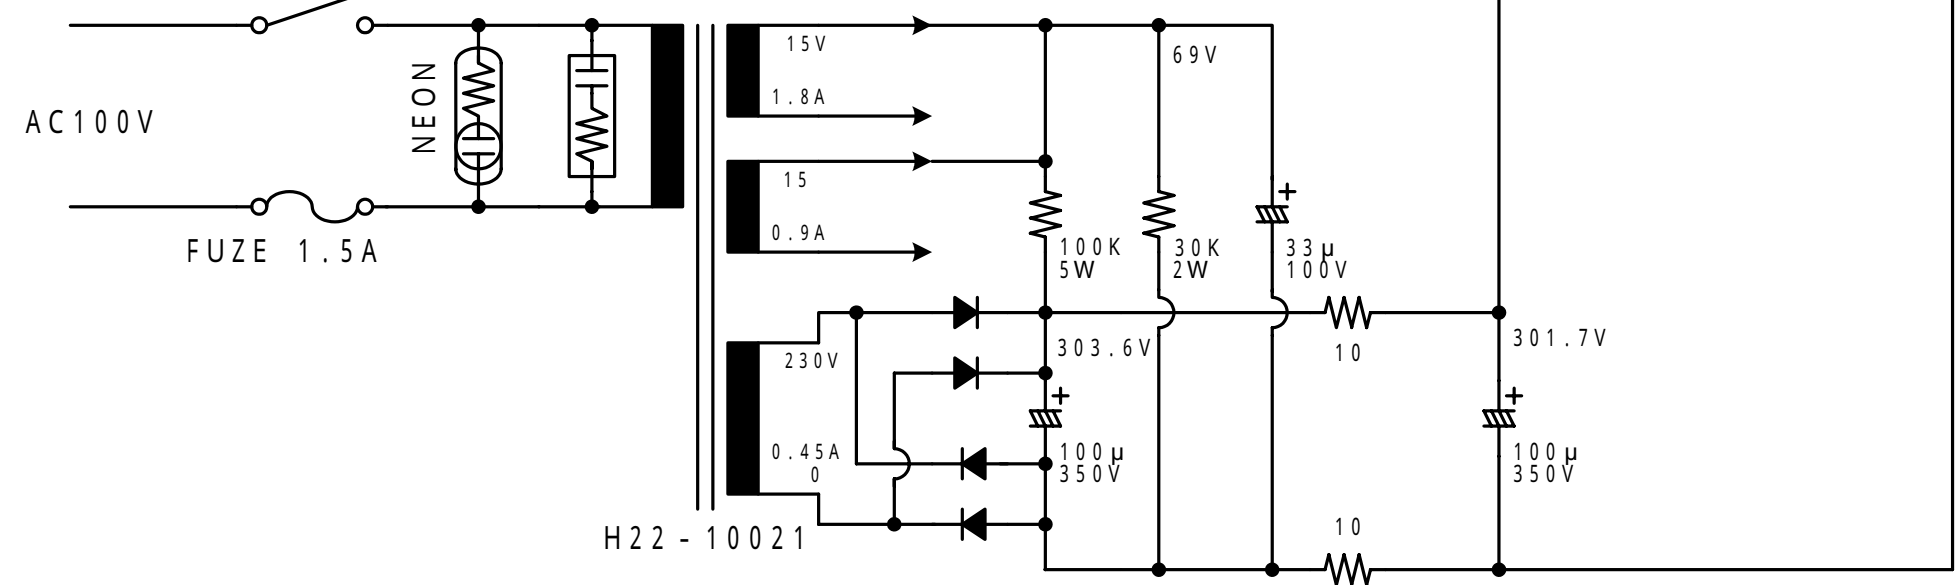 AC100V
FUZE 1.5A
NEON
15V
1.8A
15
0.9A
230V
0.45A
0
H22-10021
69V
100K
5W
30K
2W
33μ
100V
303.6V
100μ
350V
10
301.7V
100μ
350V
10